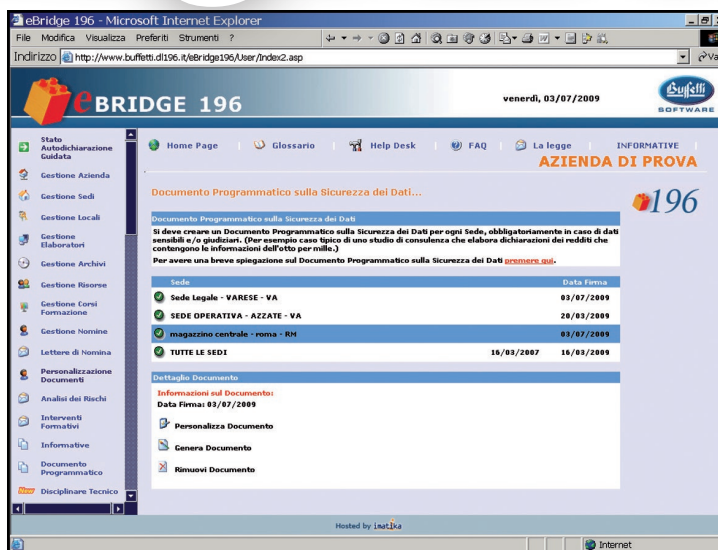 eBridge 196 - Microsoft Internet Explorer
File Modifica Visualizza Preferiti Strumenti ?
Indirizzo http://www.buffetti.dl196.it/eBridge196/User/Index2.asp Va
eBRIDGE 196
venerdì, 03/07/2009
Buffetti
SOFTWARE
Home Page Glossario Help Desk FAQ La legge INFORMATIVE
AZIENDA DI PROVA
196
Stato
Autodichiarazione
Guidata
Gestione Azienda
Gestione Sedi
Gestione Locali
Gestione
Elaboratori
Gestione Archivi
Gestione Risorse
Gestione Corsi
Formazione
Gestione Nomine
Lettere di Nomina
Personalizzazione
Documenti
Analisi dei Rischi
Interventi
Formativi
Informative
Documento
Programmatico
New Disciplinare Tecnico
Documento Programmatico sulla Sicurezza dei Dati...
Documento Programmatico sulla Sicurezza dei Dati
Si deve creare un Documento Programmatico sulla Sicurezza dei Dati per ogni Sede, obbligatoriamente in caso di dati
sensibili e/o giudiziari. (Per esempio caso tipico di uno studio di consulenza che elabora dichiarazioni dei redditi che
contengono le informazioni dell'otto per mille.)
Per avere una breve spiegazione sul Documento Programmatico sulla Sicurezza dei Dati premere qui.
Sede Data Firma
Sede Legale - VARESE - VA 03/07/2009
SEDE OPERATIVA - AZZATE - VA 20/03/2009
magazzino centrale - roma - RM 03/07/2009
TUTTE LE SEDI 16/03/2007 16/03/2009
Dettaglio Documento
Informazioni sul Documento:
Data Firma: 03/07/2009
Personalizza Documento
Genera Documento
Rimuovi Documento
Hosted by imatika
Internet